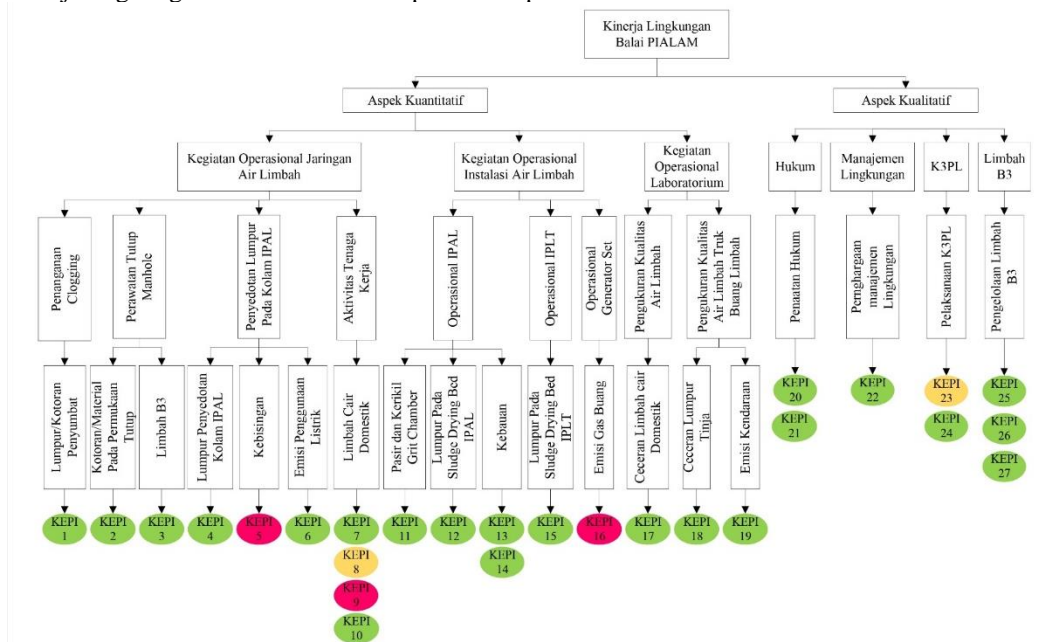 Kinerja Lingkungan
Balai PIALAM
Aspek Kuantitatif
Aspek Kualitatif
Kegiatan Operasional Jaringan
Air Limbah
Kegiatan Operasional
Instalasi Air Limbah
Kegiatan
Operasional
Laboratorium
Hukum
Manajemen
Lingkungan
K3PL
Limbah
B3
Penanganan
Clogging
Perawatan Tutup
Manhole
Penyedotan Lumpur
Pada Kolam IPAL
Aktivitas Tenaga
Kerja
Operasional IPAL
Operasional IPLT
Operasional
Generator Set
Pengukuran Kualitas
Air Limbah
Pengukuran Kualitas
Air Limbah Truk
Buang Limbah
Penaatan Hukum
Pernghargaan
manajemen
Lingkungan
Pelaksanaan K3PL
Pengelolaan Limbah
B3
Lumpur/Kotoran
Penyumbat
Kotoran/Material
Pada Permukaan
Tutup
Limbah B3
Lumpur Penyedotan
Kolam IPAL
Kebisingan
Emisi Penggunaan
Listrik
Limbah Cair
Domestik
Pasir dan Kerikil
Grit Chamber
Lumpur Pada
Sludge Drying Bed
IPAL
Kebauan
Lumpur Pada
Sludge Drying Bed
IPLT
Emisi Gas Buang
Ceceran Limbah cair
Domestik
Ceceran Lumpur
Tinja
Emisi Kendaraan
KEPI
20
KEPI
21
KEPI
22
KEPI
23
KEPI
24
KEPI
25
KEPI
26
KEPI
27
KEPI
1
KEPI
2
KEPI
3
KEPI
4
KEPI
5
KEPI
6
KEPI
7
KEPI
8
KEPI
9
KEPI
10
KEPI
11
KEPI
12
KEPI
13
KEPI
14
KEPI
15
KEPI
16
KEPI
17
KEPI
18
KEPI
19